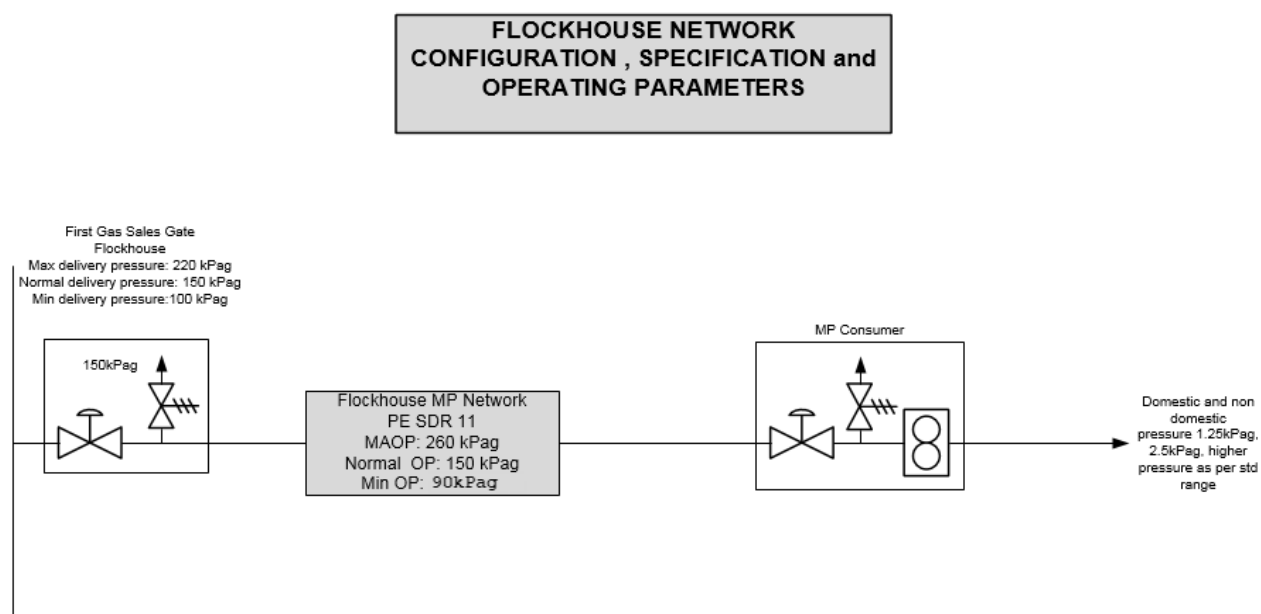 FLOCKHOUSE NETWORK
CONFIGURATION , SPECIFICATION and
OPERATING PARAMETERS
First Gas Sales Gate
Flockhouse
Max delivery pressure: 220 kPag
Normal delivery pressure: 150 kPag
Min delivery pressure:100 kPag
150kPag
Flockhouse MP Network
PE SDR 11
MAOP: 260 kPag
Normal OP: 150 kPag
Min OP: 90kPag
MP Consumer
Domestic and non
domestic
pressure 1.25kPag,
2.5kPag, higher
pressure as per std
range